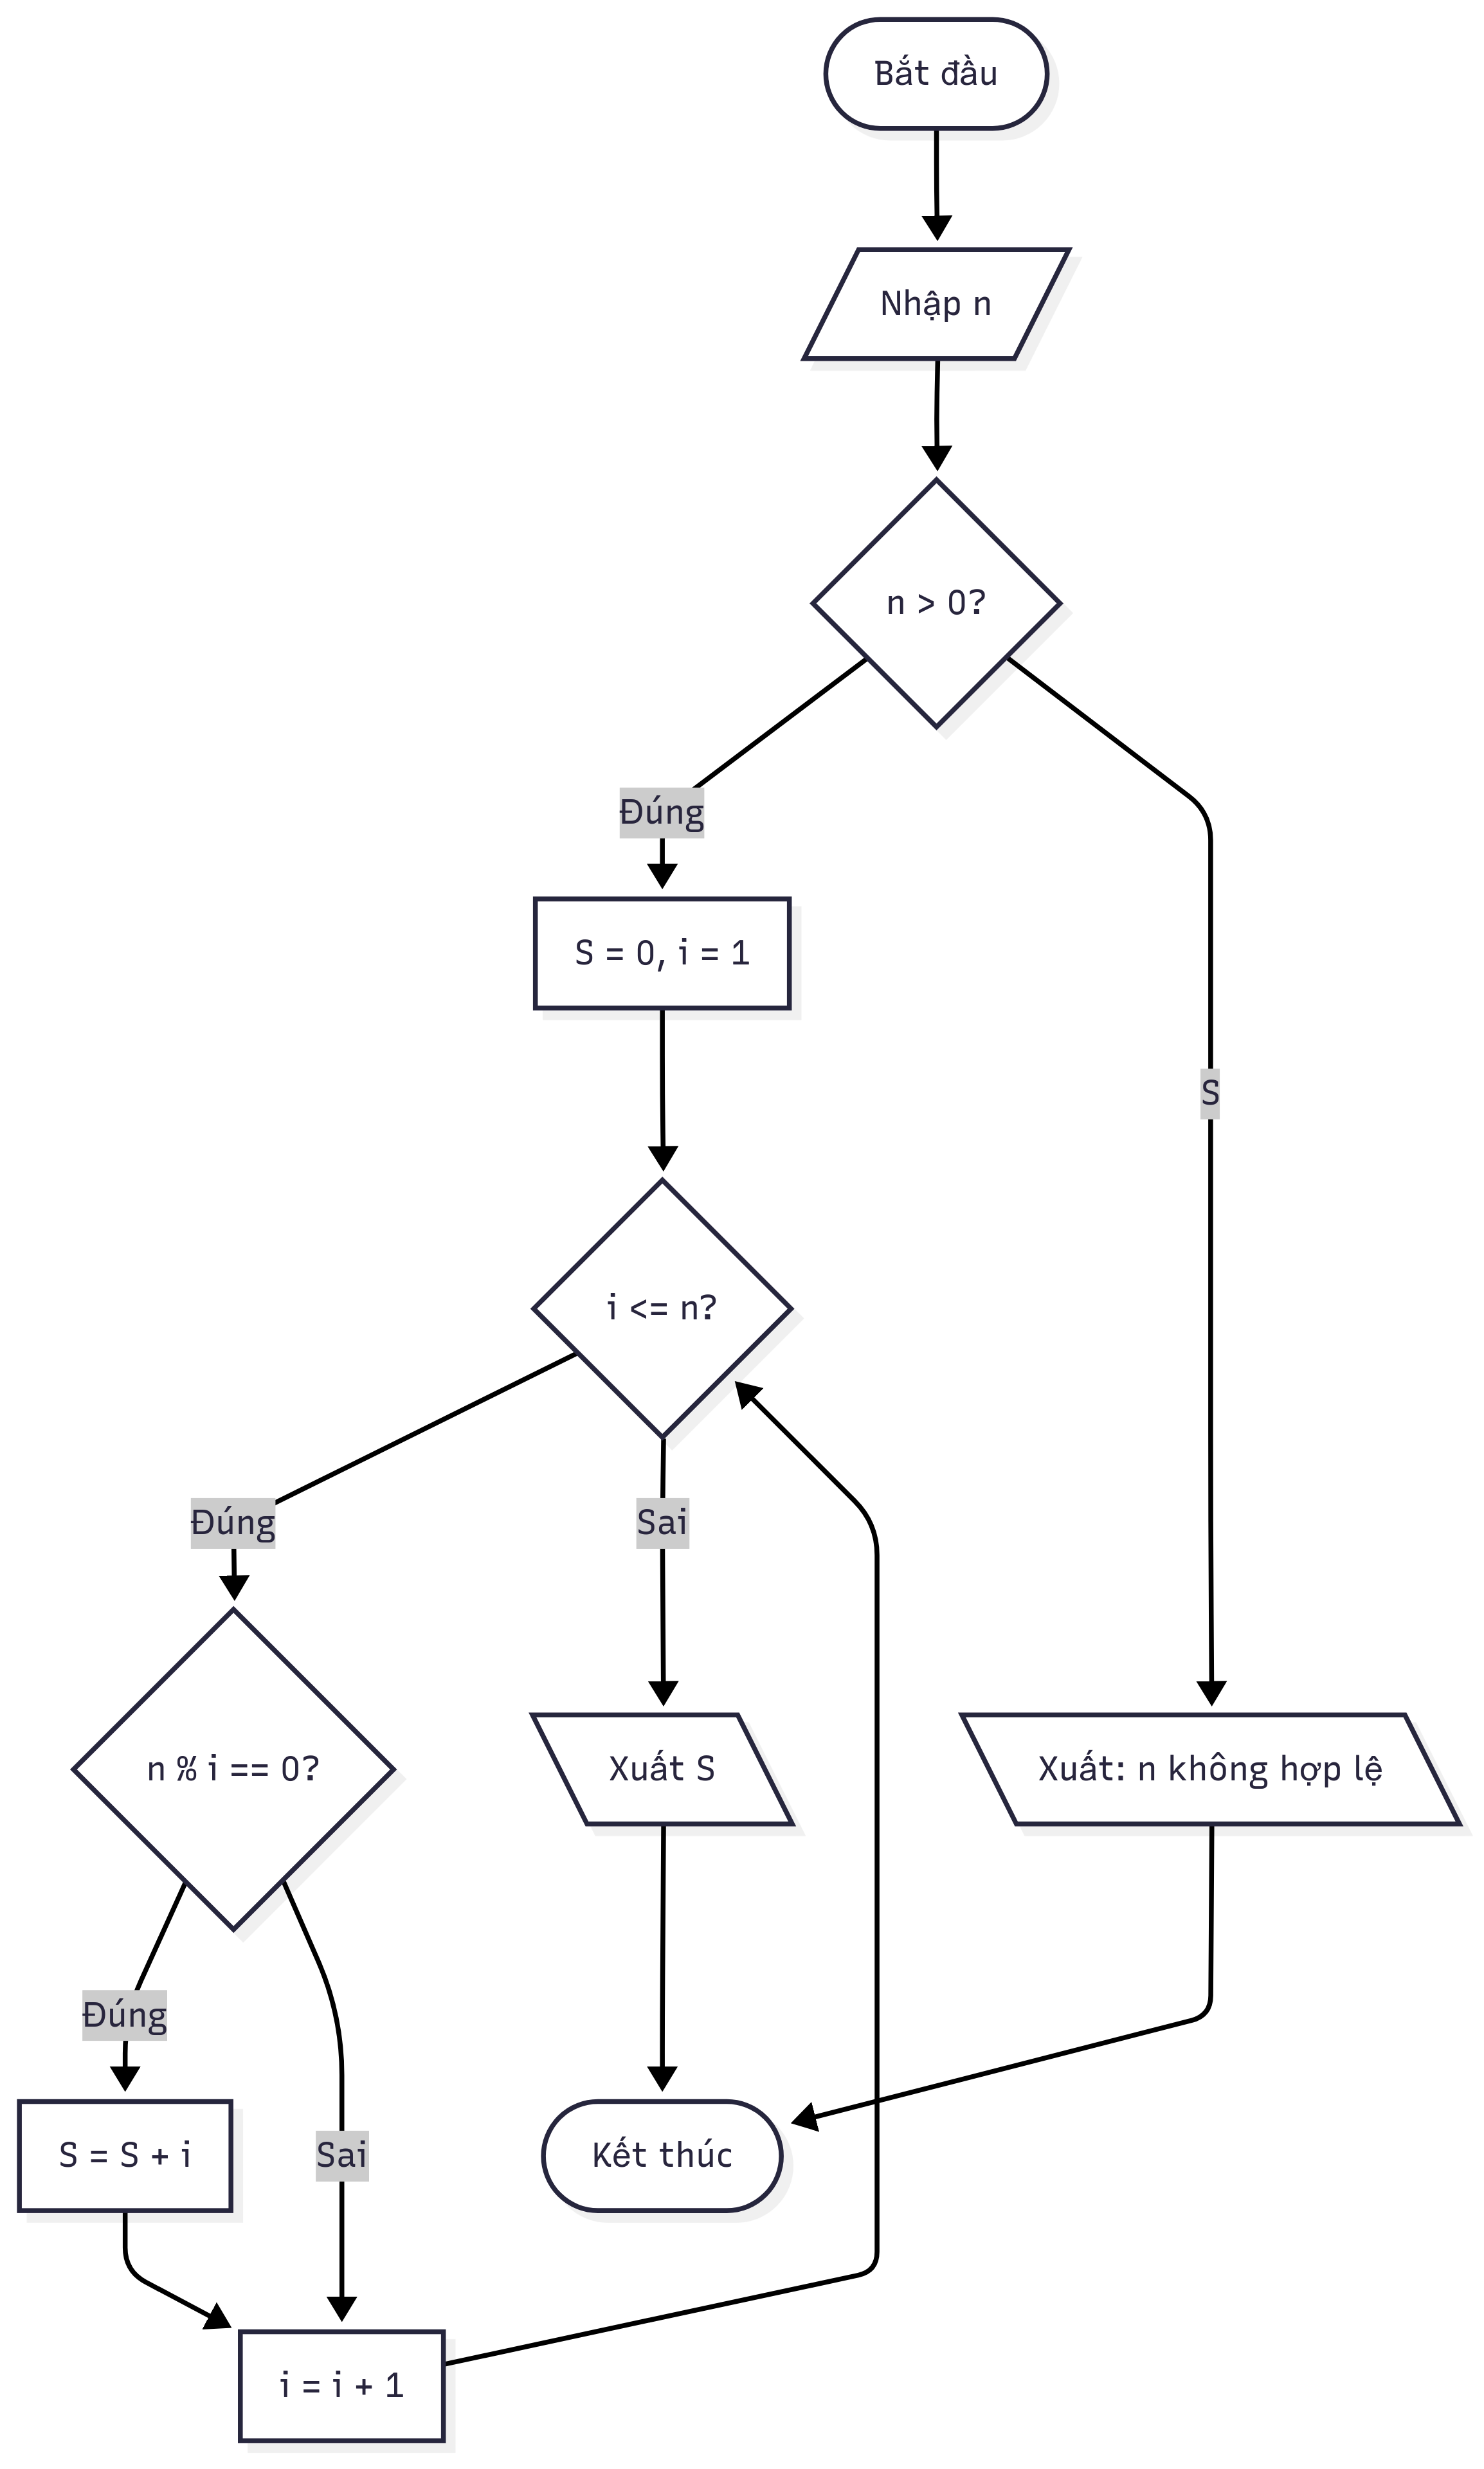 Bắt đầu
Nhập n
n > 0?
Đúng
S = 0, i = 1
S
i <= n?
Đúng
Sai
n % i == 0?
Xuất S
Xuất: n không hợp lệ
Đúng
S = S + i
Sai
Kết thúc
i = i + 1